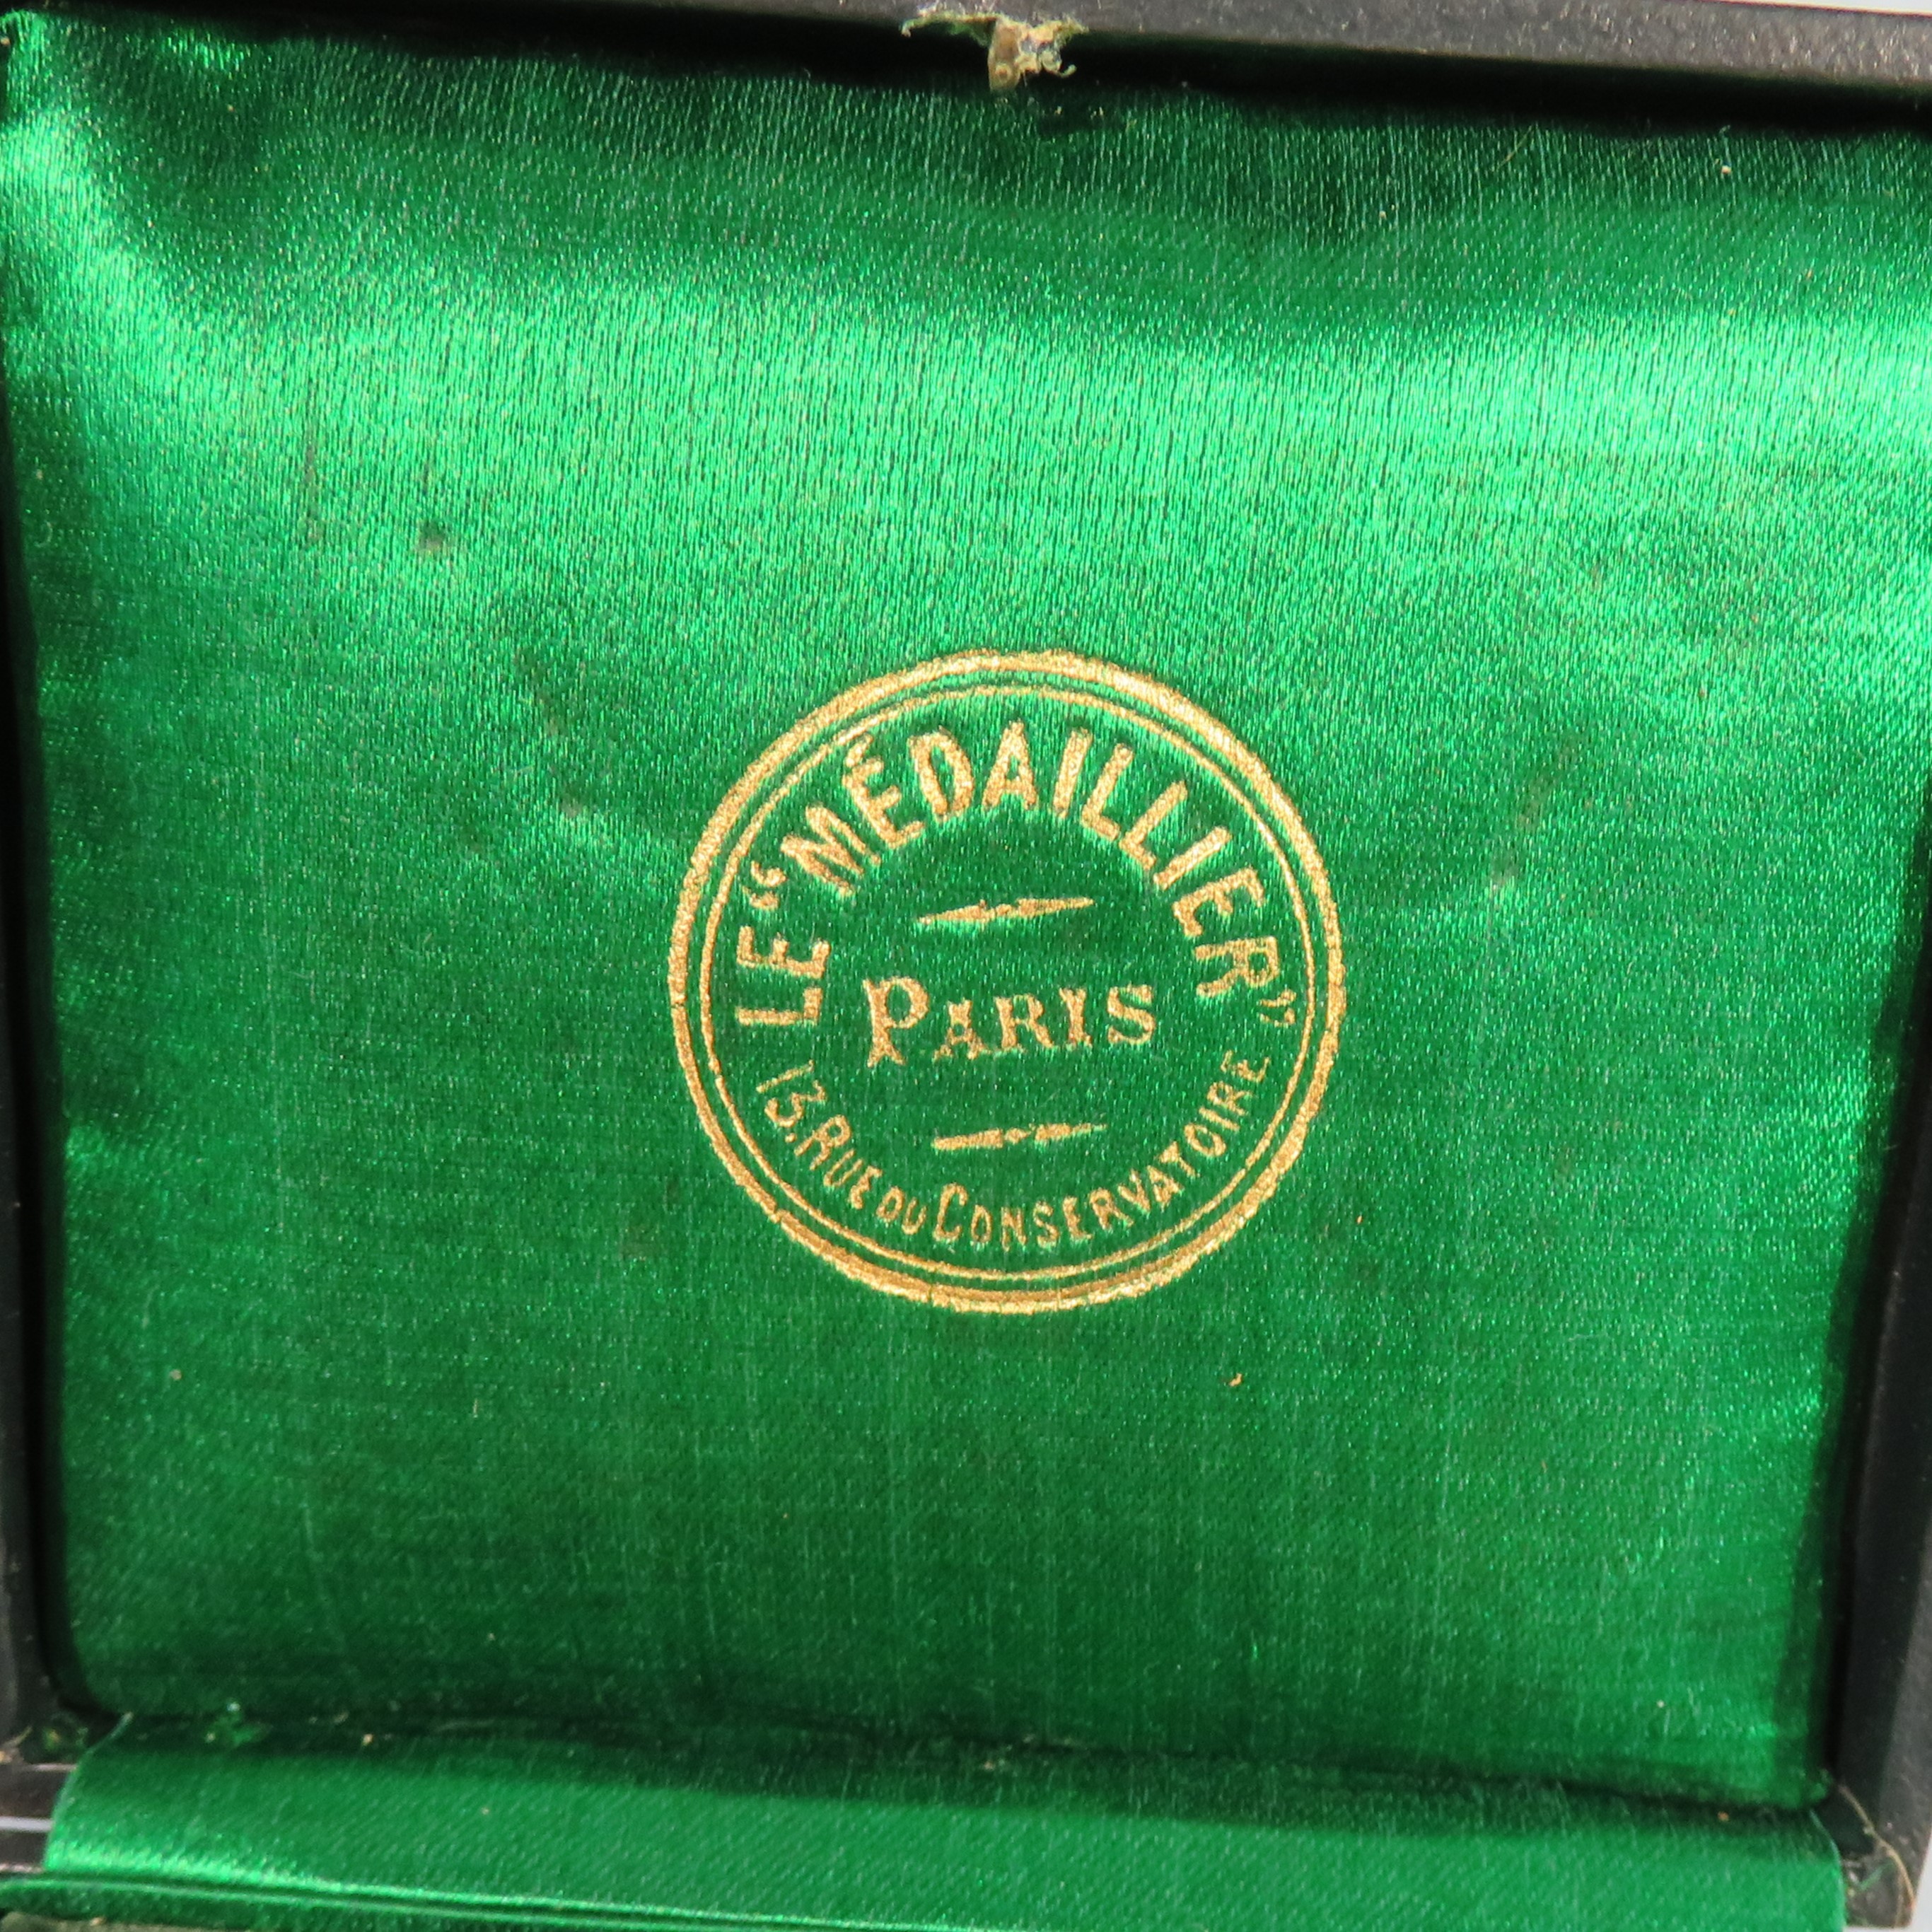 LE "MÉDAILLIER"
PARIS
13. RUE DU CONSERVATOIRE